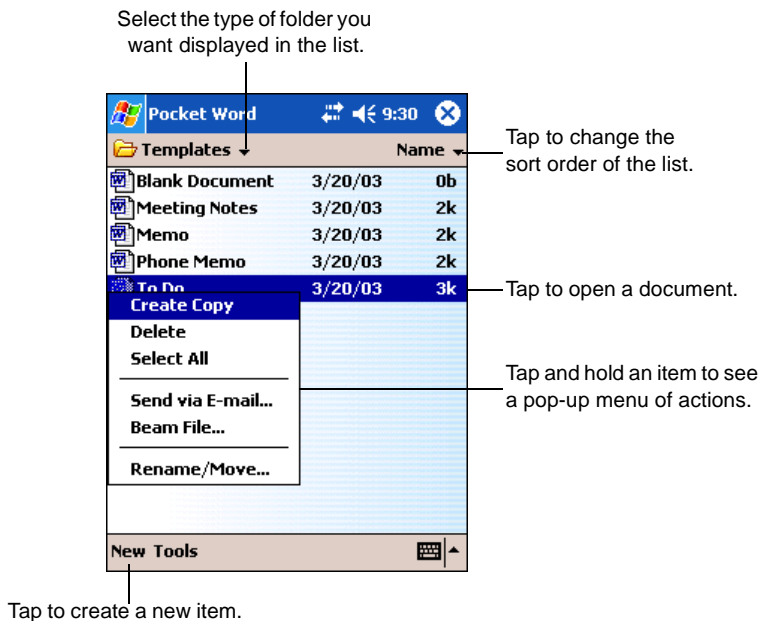 Select the type of folder you
want displayed in the list.
Pocket Word 9:30
Templates Name
Tap to change the
sort order of the list.
Blank Document 3/20/03 0b
Meeting Notes 3/20/03 2k
Memo 3/20/03 2k
Phone Memo 3/20/03 2k
To Do 3/20/03 3k
Tap to open a document.
Create Copy
Delete
Select All
Tap and hold an item to see
a pop-up menu of actions.
Send via E-mail...
Beam File...
Rename/Move...
New Tools
Tap to create a new item.